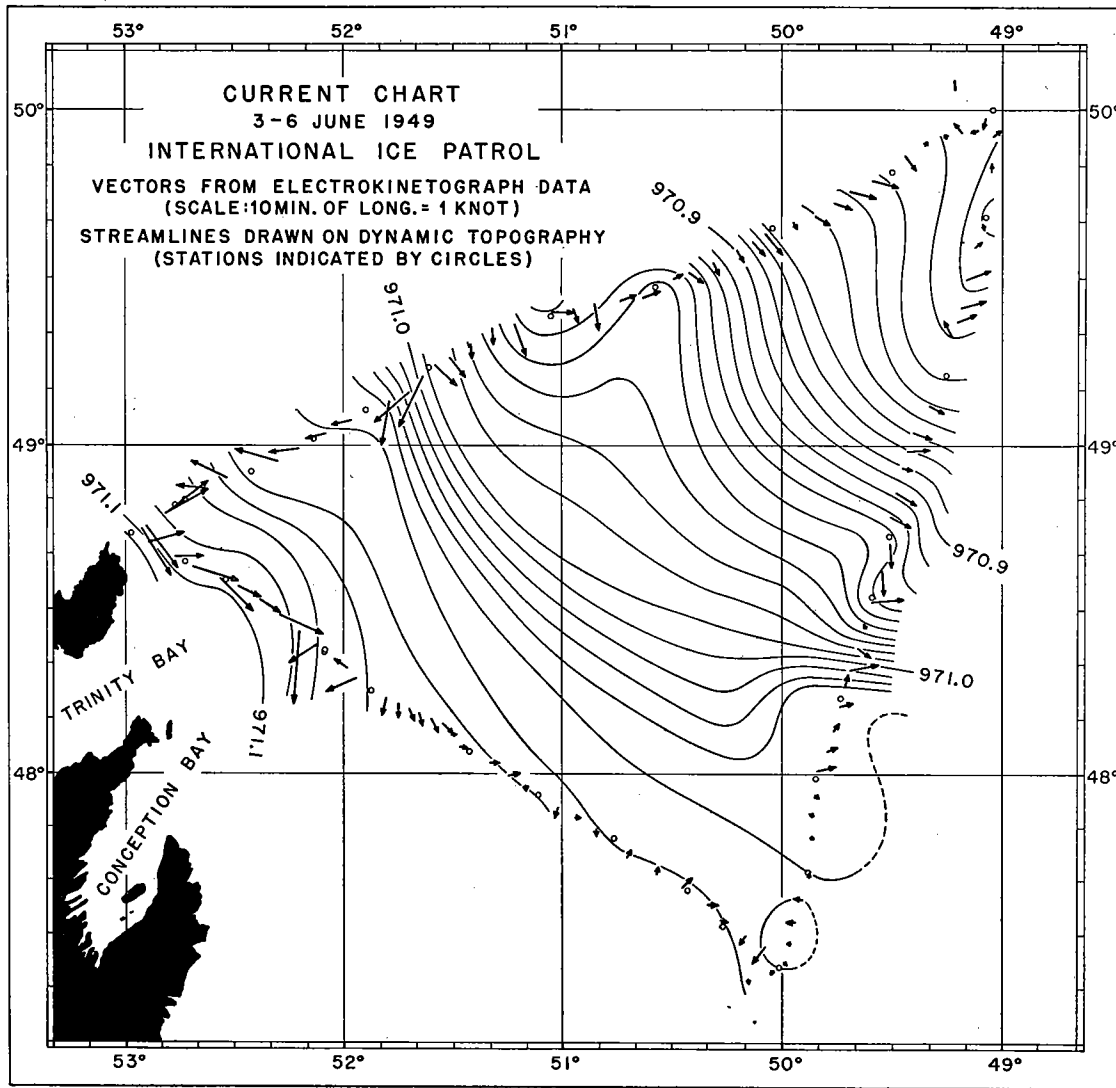 53° 52° 51° 50° 49°
50° 50°
CURRENT CHART
3-6 JUNE 1949
INTERNATIONAL ICE PATROL
VECTORS FROM ELECTROKINETOGRAPH DATA
(SCALE:10MIN. OF LONG.= 1 KNOT)
STREAMLINES DRAWN ON DYNAMIC TOPOGRAPHY
(STATIONS INDICATED BY CIRCLES)
970.9
971.0
49° 49°
971.1
970.9
TRINITY BAY
971.0
971.1
48° 48°
CONCEPTION BAY
53° 52° 51° 50° 49°